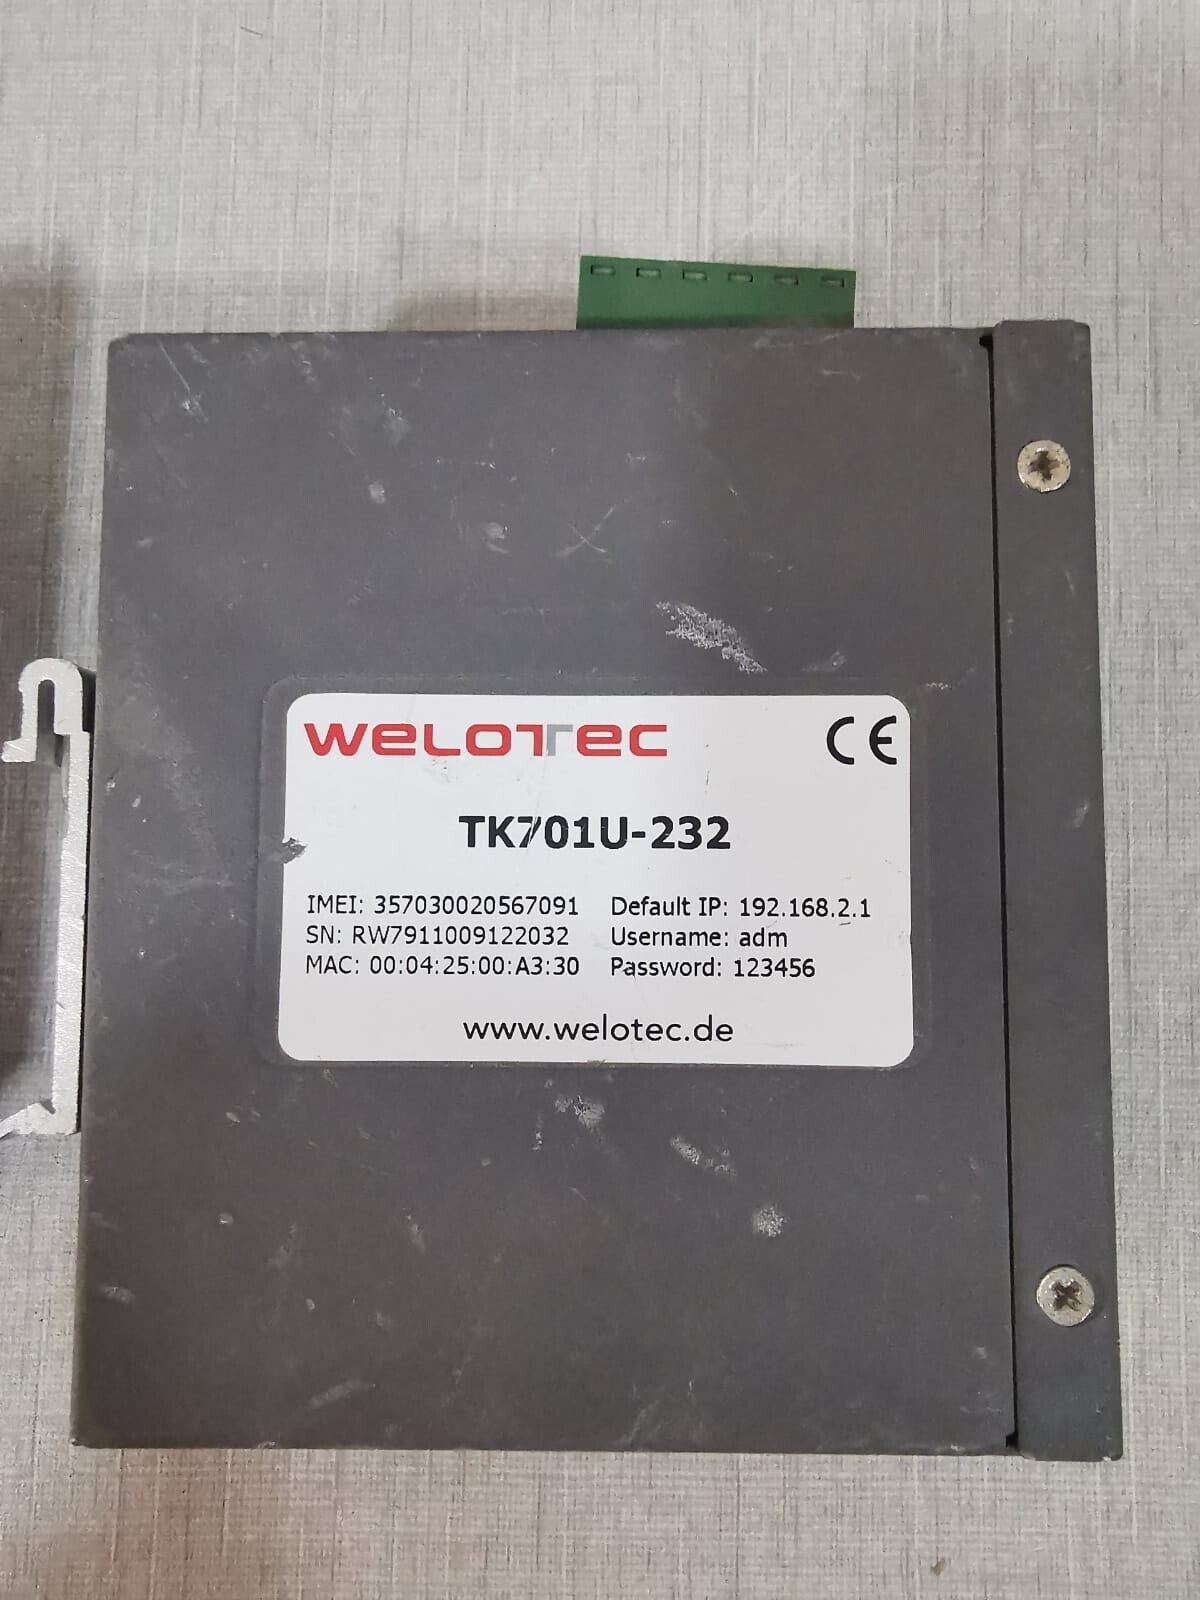 WELOTEC CE
TK701U-232
IMEI: 357030020567091 Default IP: 192.168.2.1
SN: RW7911009122032 Username: adm
MAC: 00:04:25:00:A3:30 Password: 123456
www.welotec.de